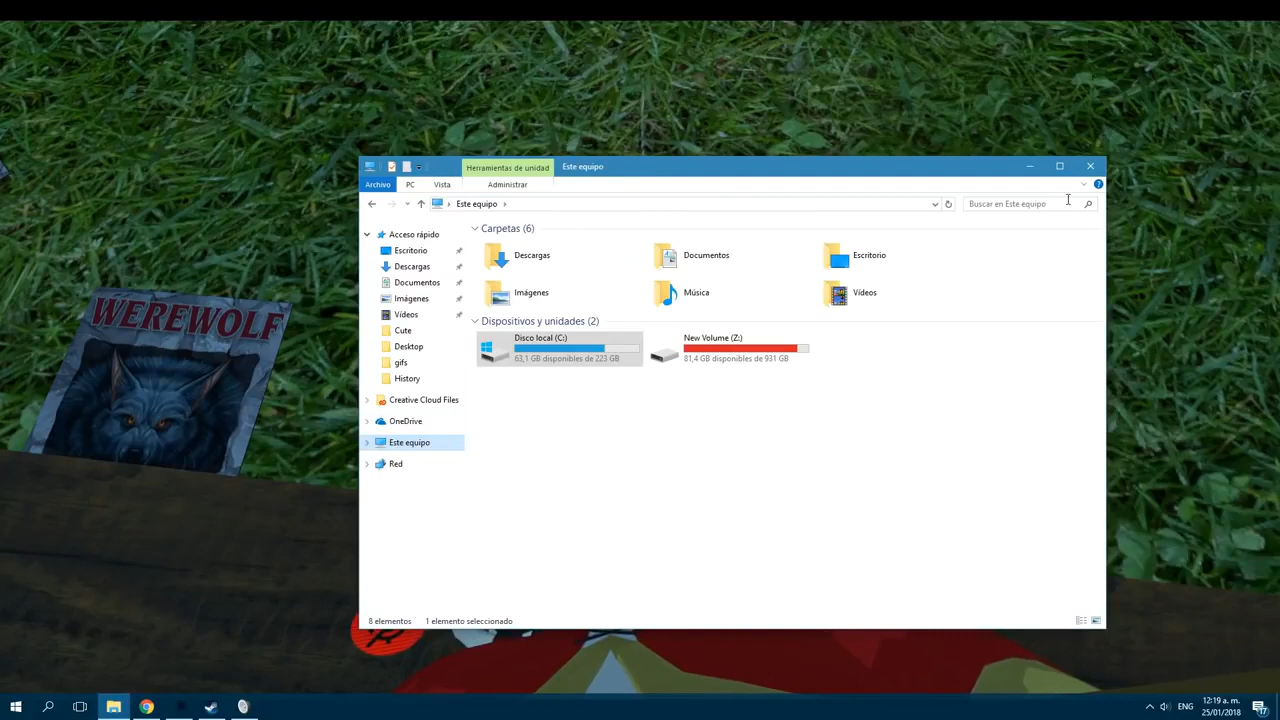 Herramientas de unidad
Este equipo
Archivo
PC
Vista
Administrar
Este equipo
Buscar en Este equipo
Acceso rápido
Escritorio
Descargas
Documentos
Imágenes
Vídeos
Cute
Desktop
gifs
History
Creative Cloud Files
OneDrive
Este equipo
Red
Carpetas (6)
Descargas
Documentos
Escritorio
Imágenes
Música
Vídeos
Dispositivos y unidades (2)
Disco local (C:)
63,1 GB disponibles de 223 GB
New Volume (Z:)
81,4 GB disponibles de 931 GB
8 elementos
1 elemento seleccionado
WEREWOLF
ENG
12:19 a. m.
25/01/2018
17